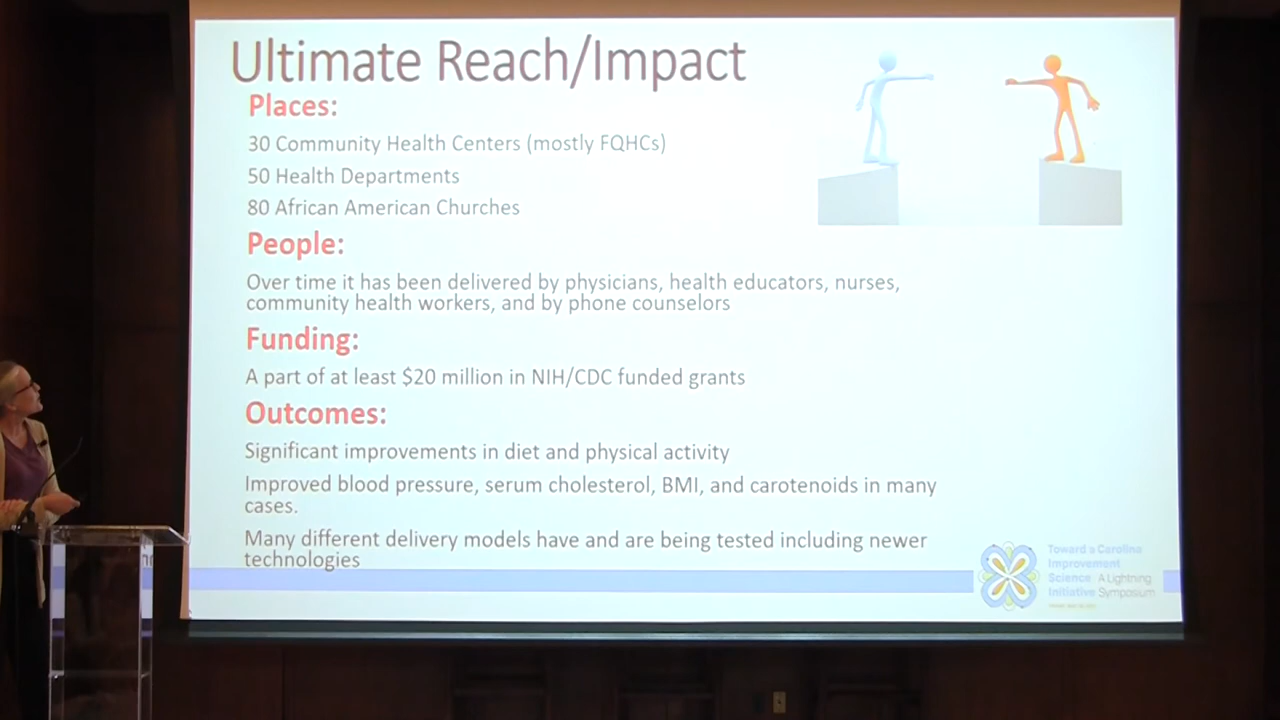 Ultimate Reach/Impact
Places:
30 Community Health Centers (mostly FQHCs)
50 Health Departments
80 African American Churches
People:
Over time it has been delivered by physicians, health educators, nurses,
community health workers, and by phone counselors
Funding:
A part of at least $20 million in NIH/CDC funded grants
Outcomes:
Significant improvements in diet and physical activity
Improved blood pressure, serum cholesterol, BMI, and carotenoids in many
cases.
Many different delivery models have and are being tested including newer
technologies
Toward a Carolina
Improvement
Science A Lightning
Initiative Symposium